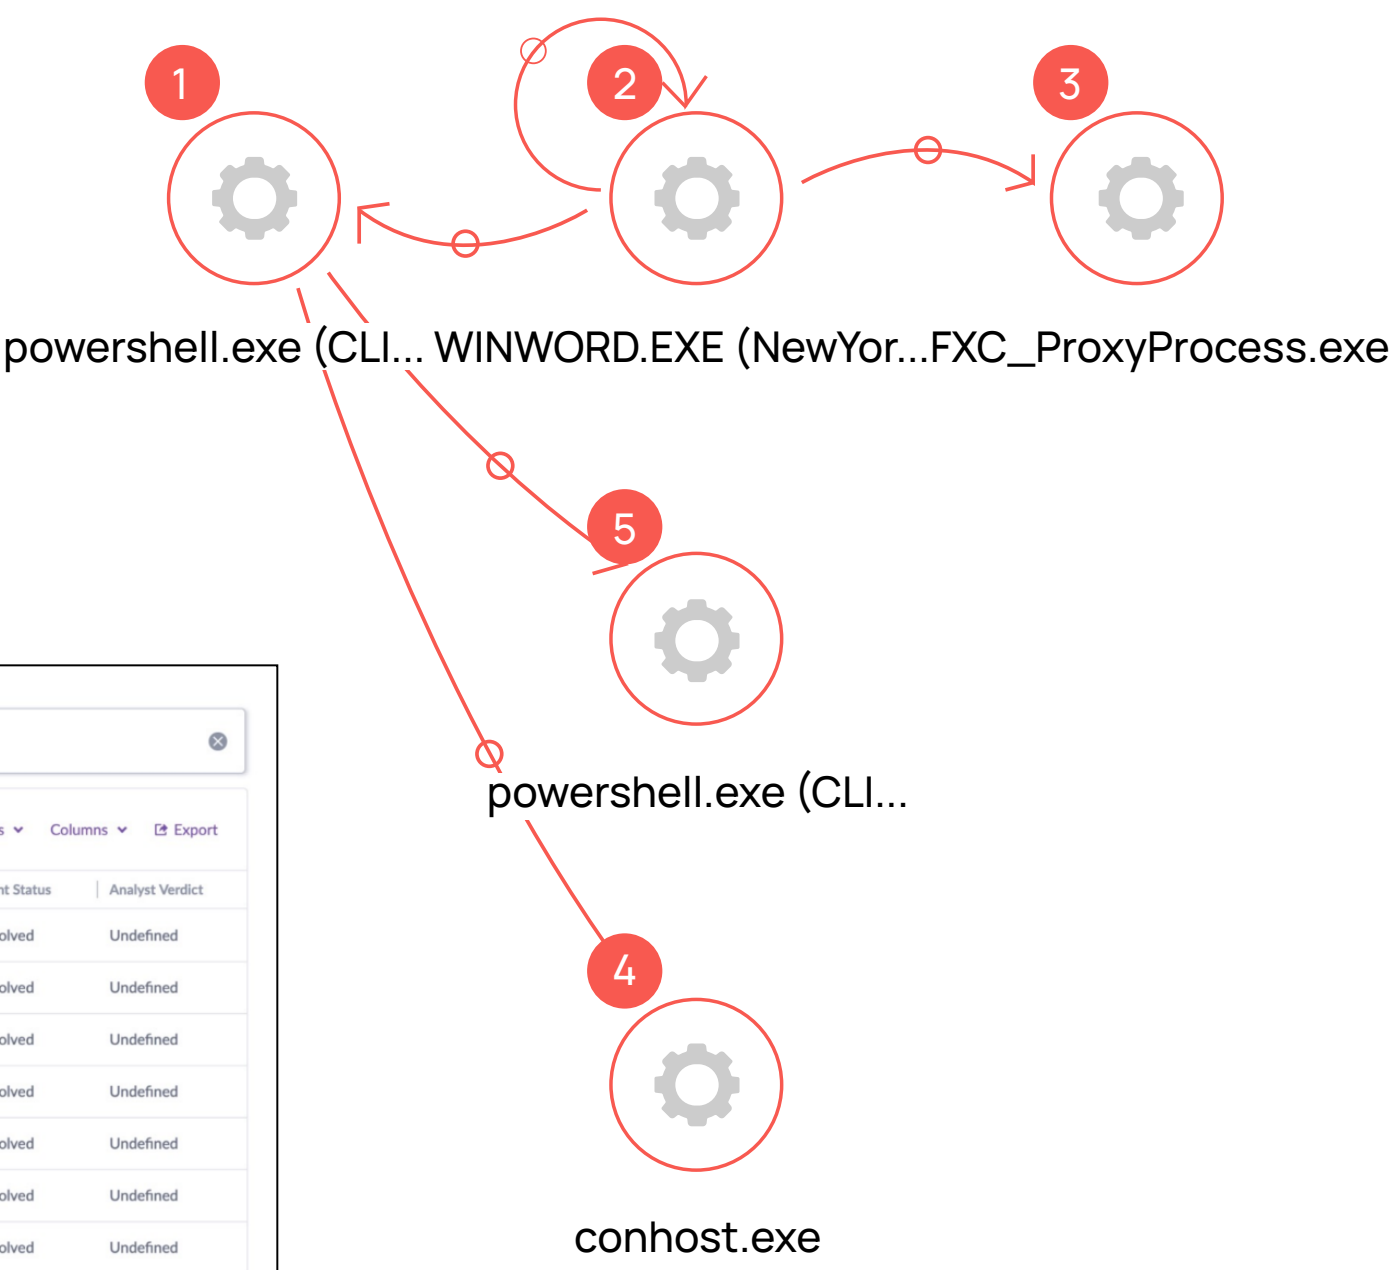 1
2
3
powershell.exe (CLI... WINWORD.EXE (NewYor...FXC_ProxyProcess.exe
5
powershell.exe (CLI...
Columns Export
Analyst Verdict
Undefined
Undefined
Undefined
Undefined
Undefined
Undefined
Undefined
4
conhost.exe